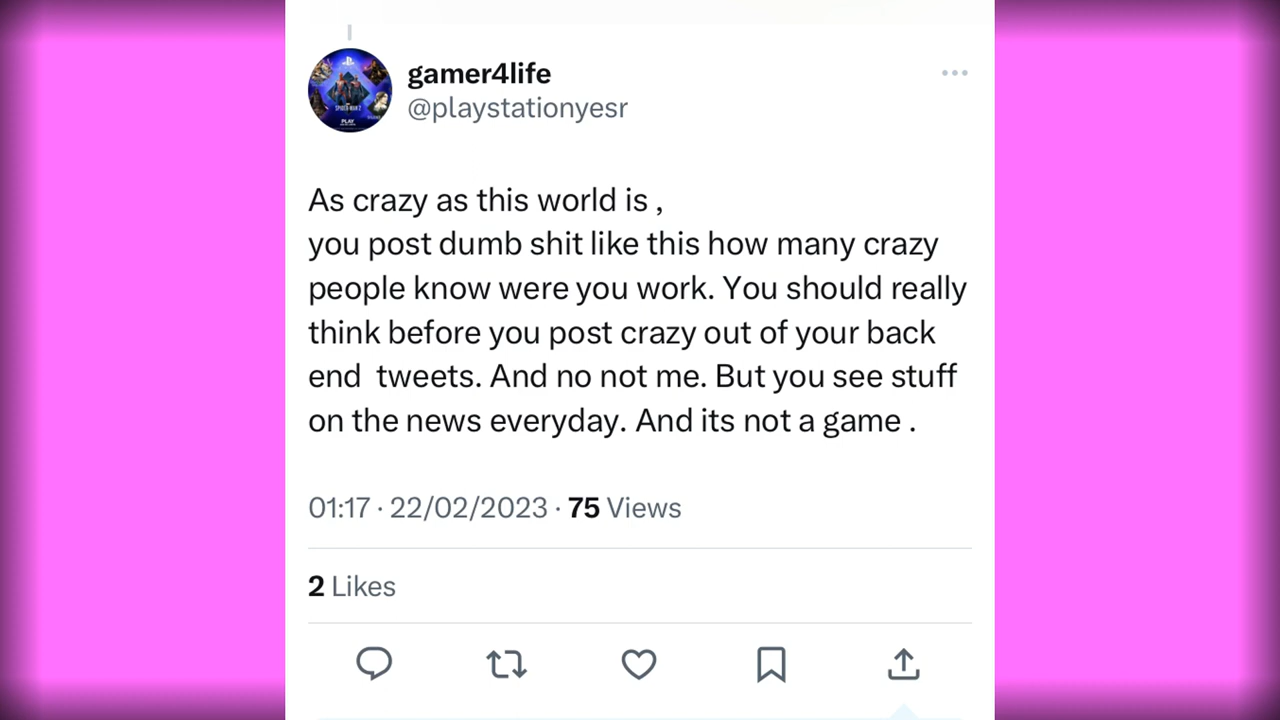 gamer4life
@playstationyesr
As crazy as this world is ,
you post dumb shit like this how many crazy
people know were you work. You should really
think before you post crazy out of your back
end  tweets. And no not me. But you see stuff
on the news everyday. And its not a game .
01:17 · 22/02/2023 · 75 Views
2 Likes